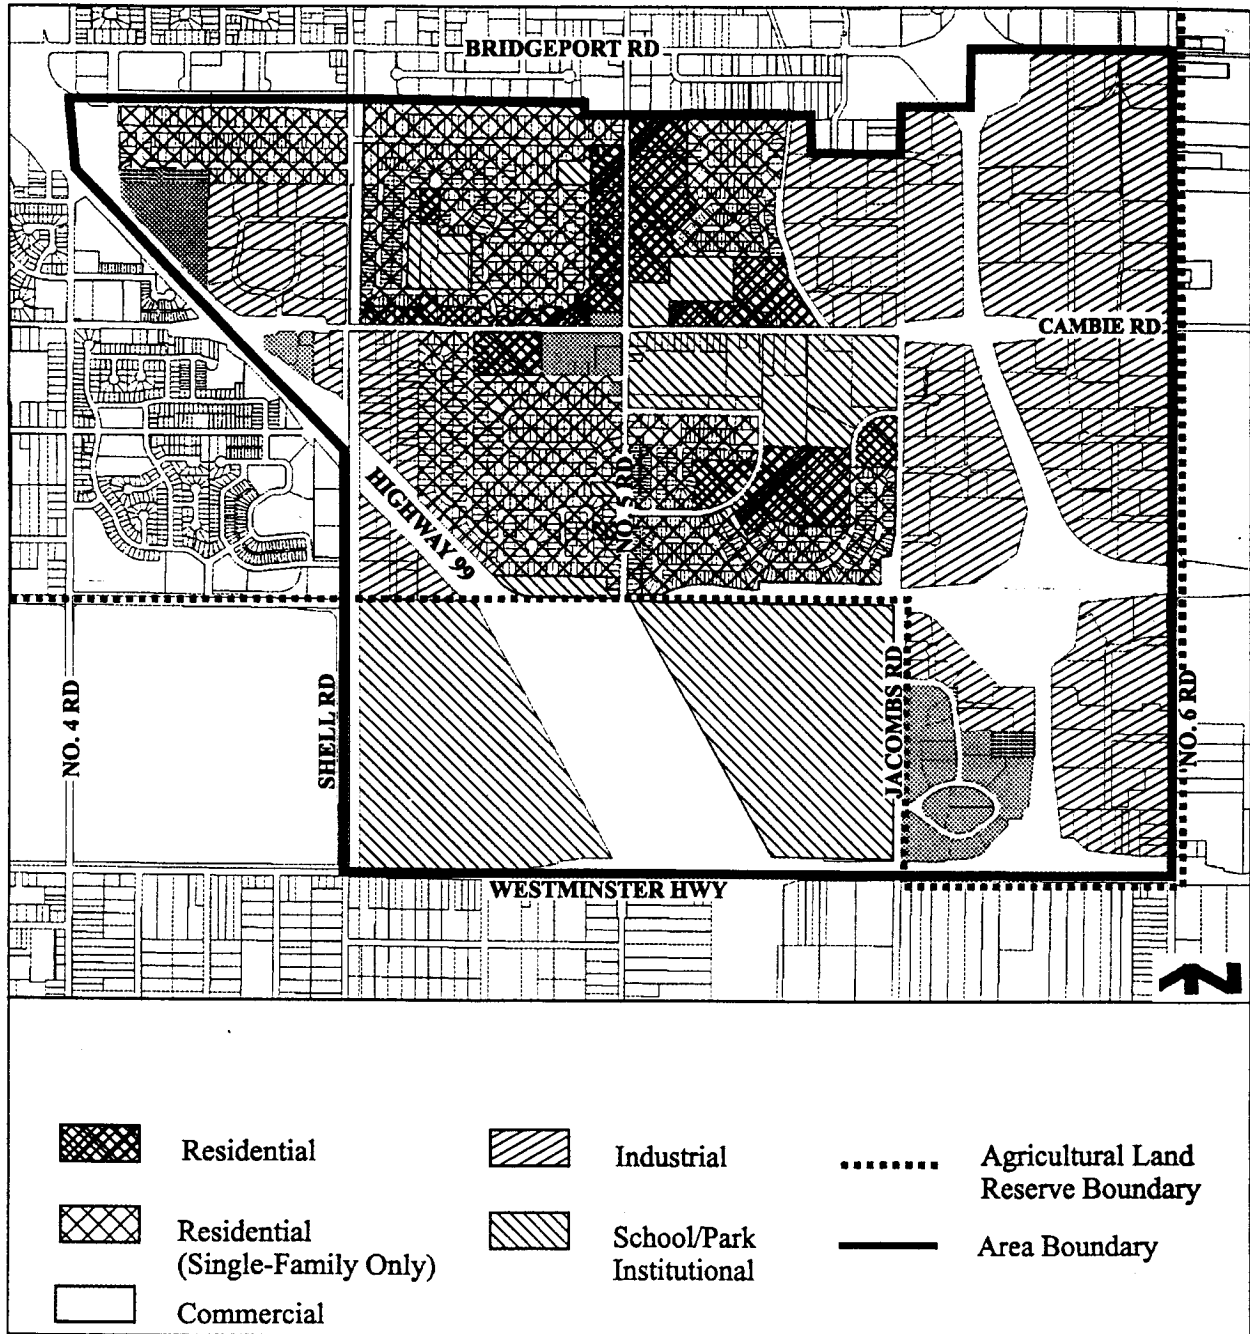 BRIDGEPORT RD
CAMBIE RD
HIGHWAY 99
NO. 5 RD
NO. 4 RD
SHELL RD
JACOMBS RD
NO. 6 RD
WESTMINSTER HWY
Residential
Industrial
Agricultural Land
Reserve Boundary
Residential
(Single-Family Only)
School/Park
Institutional
Area Boundary
Commercial